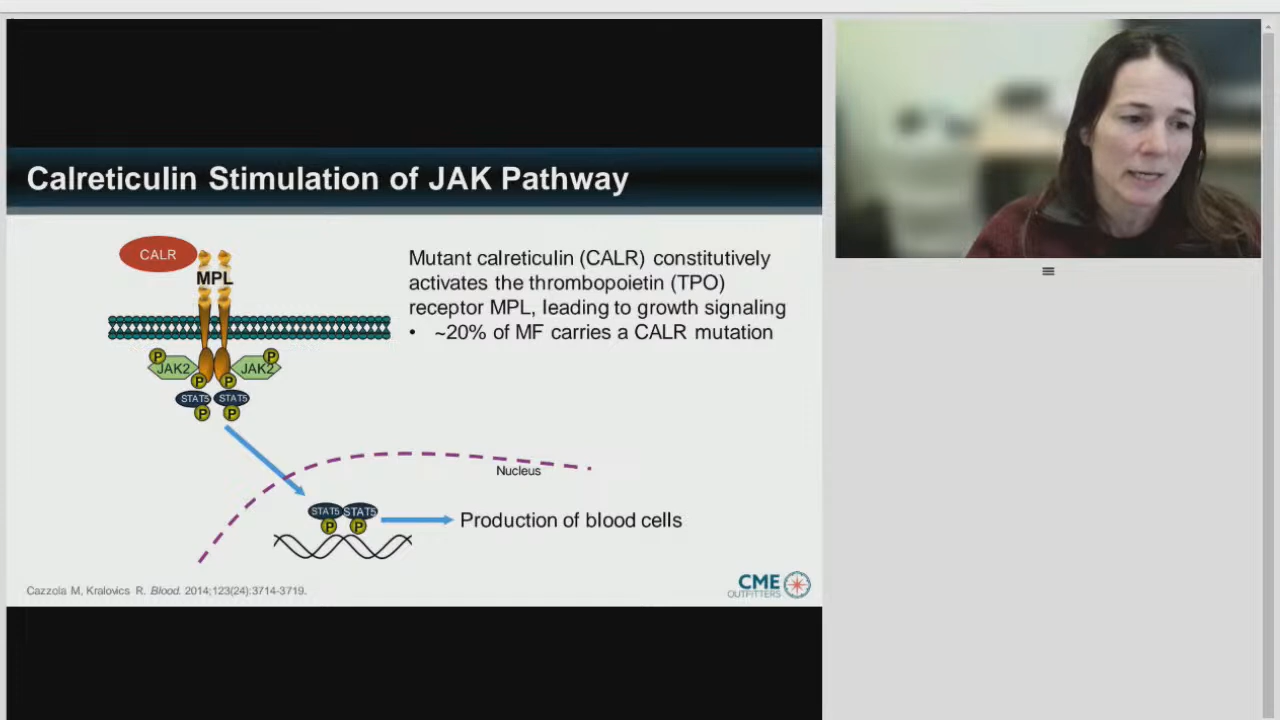 Calreticulin Stimulation of JAK Pathway
CALR
MPL
Mutant calreticulin (CALR) constitutively
activates the thrombopoietin (TPO)
receptor MPL, leading to growth signaling
• ~20% of MF carries a CALR mutation
P P
JAK2 JAK2
P P
STAT5 STAT5
P P
Nucleus
STAT5 STAT5
P P
Production of blood cells
Cazzola M, Kralovics R. Blood. 2014;123(24):3714-3719.
CME
OUTFITTERS